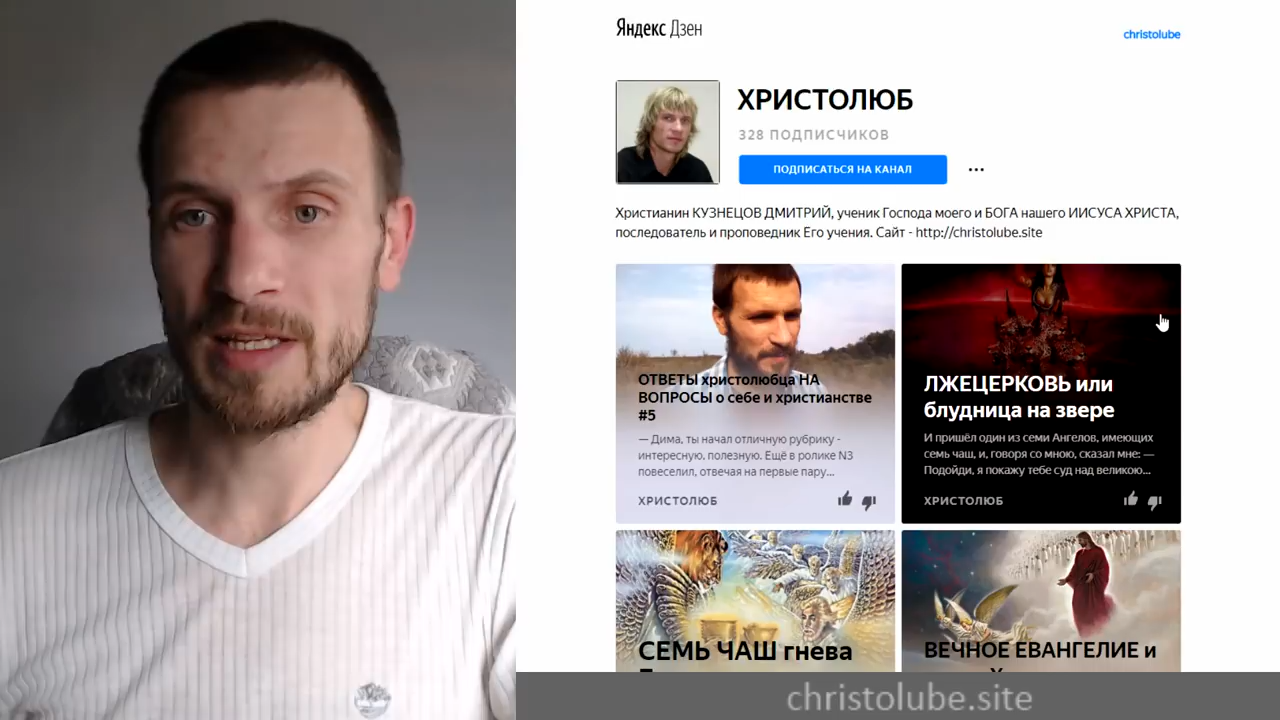 Яндекс Дзен
christolube
ХРИСТОЛЮБ
328 ПОДПИСЧИКОВ
ПОДПИСАТЬСЯ НА КАНАЛ
Христианин КУЗНЕЦОВ ДМИТРИЙ, ученик Господа моего и БОГА нашего ИИСУСА ХРИСТА,
последователь и проповедник Его учения. Сайт - http://christolube.site
ОТВЕТЫ христолюбца НА
ВОПРОСЫ о себе и христианстве
#5
— Дима, ты начал отличную рубрику -
интересную, полезную. Ещё в ролике N3
повеселил, отвечая на первые пару...
ХРИСТОЛЮБ
ЛЖЕЦЕРКОВЬ или
блудница на звере
И пришёл один из семи Ангелов, имеющих
семь чаш, и, говоря со мною, сказал мне: —
Подойди, я покажу тебе суд над великою...
ХРИСТОЛЮБ
СЕМЬ ЧАШ гнева
ВЕЧНОЕ ЕВАНГЕЛИЕ и
christolube.site